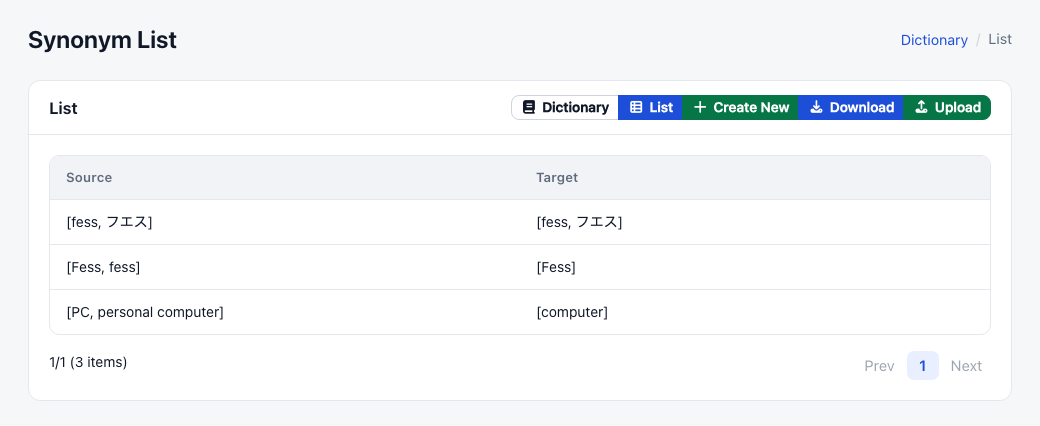 Synonym List
Dictionary / List
List
Dictionary List Create New Download Upload
Source Target
[fess, フエス] [fess, フエス]
[Fess, fess] [Fess]
[PC, personal computer] [computer]
1/1 (3 items)
Prev 1 Next